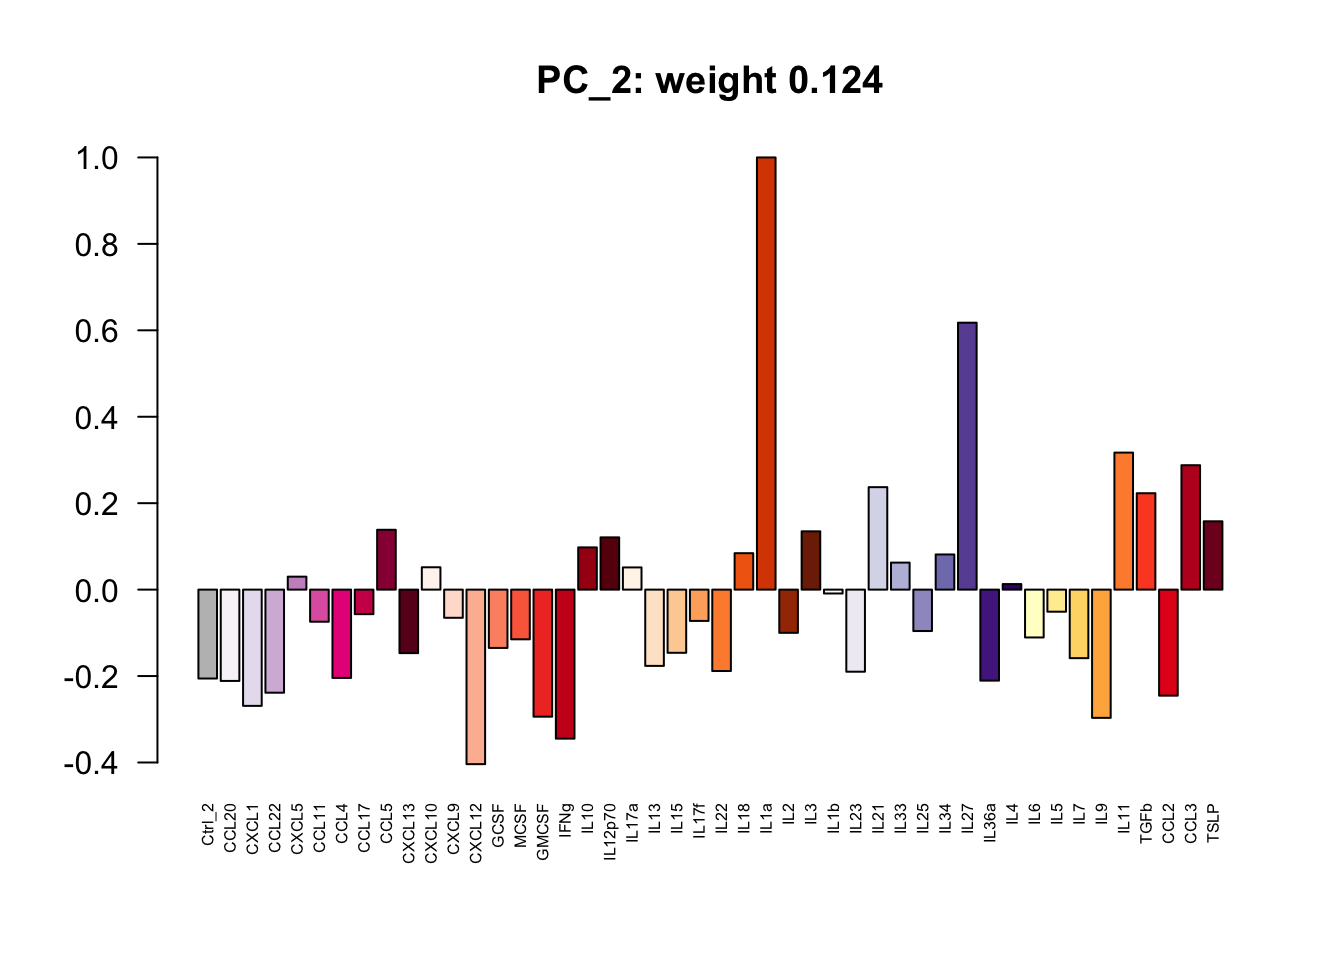 PC_2: weight 0.124
1.0
0.8
0.6
0.4
0.2
0.0
-0.2
-0.4
Ctrl_2
CCL20
CXCL1
CCL22
CXCL5
CCL11
CCL4
CCL17
CCL5
CXCL13
CXCL10
CXCL9
CXCL12
GCSF
MCSF
GMCSF
IFNg
IL10
IL12p70
IL17a
IL13
IL15
IL17f
IL22
IL18
IL1a
IL2
IL3
IL1b
IL23
IL21
IL33
IL25
IL34
IL27
IL36a
IL4
IL6
IL5
IL7
IL9
IL11
TGFb
CCL2
CCL3
TSLP